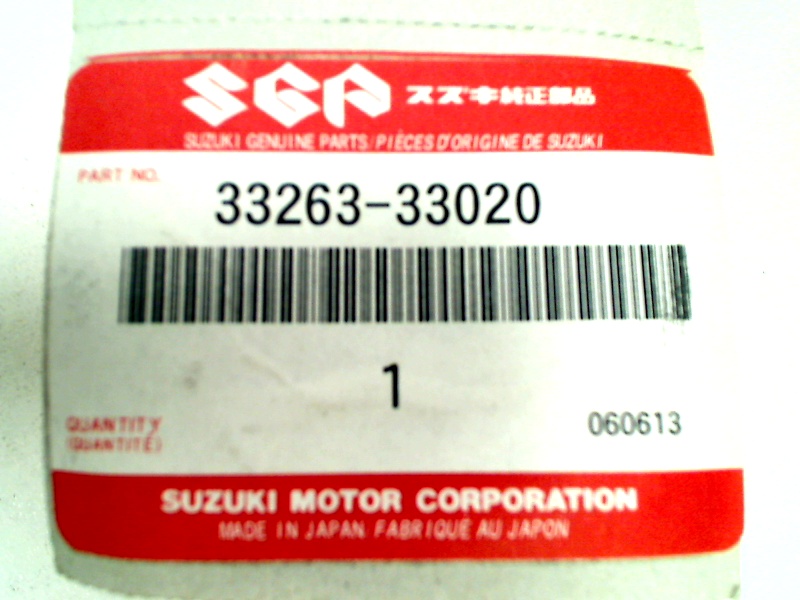 SGP スズキ純正部品
SUZUKI GENUINE PARTS/PIÈCES D'ORIGINE DE SUZUKI
PART NO.
33263-33020
1
QUANTITY
(QUANTITÉ)
060613
SUZUKI MOTOR CORPORATION
MADE IN JAPAN FABRIQUÉ AU JAPON